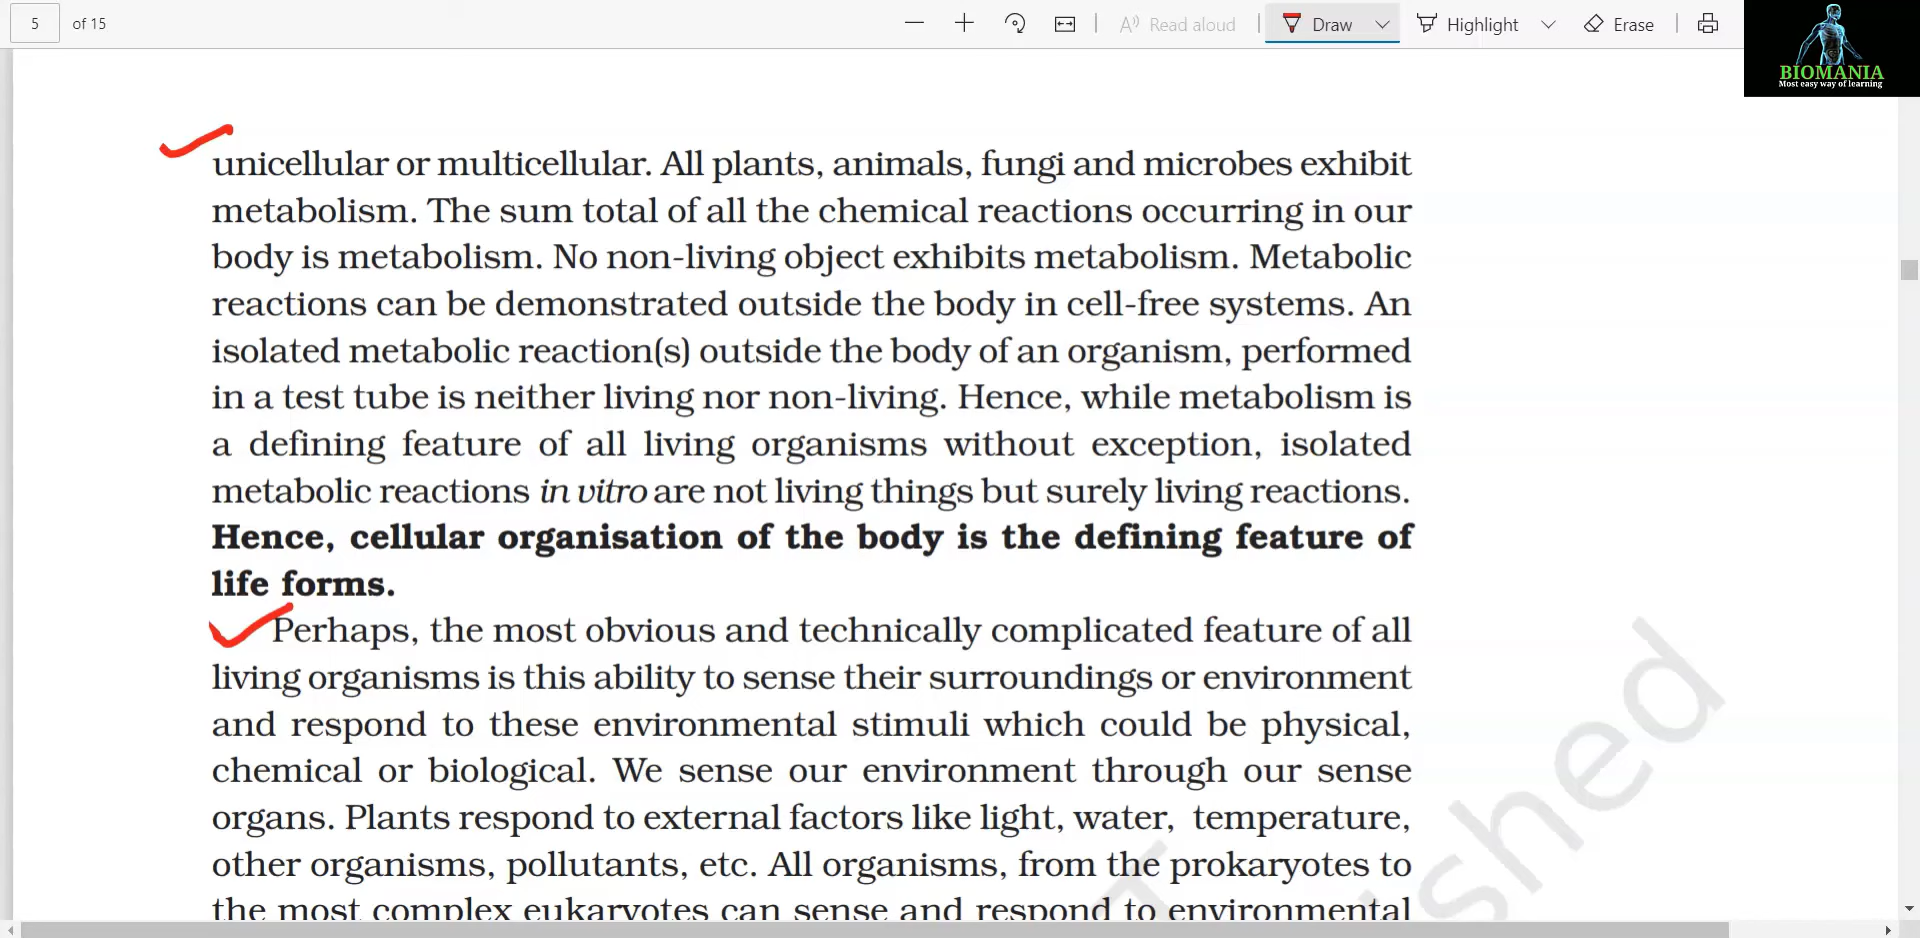 5 of 15 Read aloud Draw Highlight Erase
BIOMANIA
Most easy way of learning
unicellular or multicellular. All plants, animals, fungi and microbes exhibit
metabolism. The sum total of all the chemical reactions occurring in our
body is metabolism. No non-living object exhibits metabolism. Metabolic
reactions can be demonstrated outside the body in cell-free systems. An
isolated metabolic reaction(s) outside the body of an organism, performed
in a test tube is neither living nor non-living. Hence, while metabolism is
a defining feature of all living organisms without exception, isolated
metabolic reactions in vitro are not living things but surely living reactions.
Hence, cellular organisation of the body is the defining feature of
life forms.
Perhaps, the most obvious and technically complicated feature of all
living organisms is this ability to sense their surroundings or environment
and respond to these environmental stimuli which could be physical,
chemical or biological. We sense our environment through our sense
organs. Plants respond to external factors like light, water, temperature,
other organisms, pollutants, etc. All organisms, from the prokaryotes to
the most complex eukaryotes can sense and respond to environmental